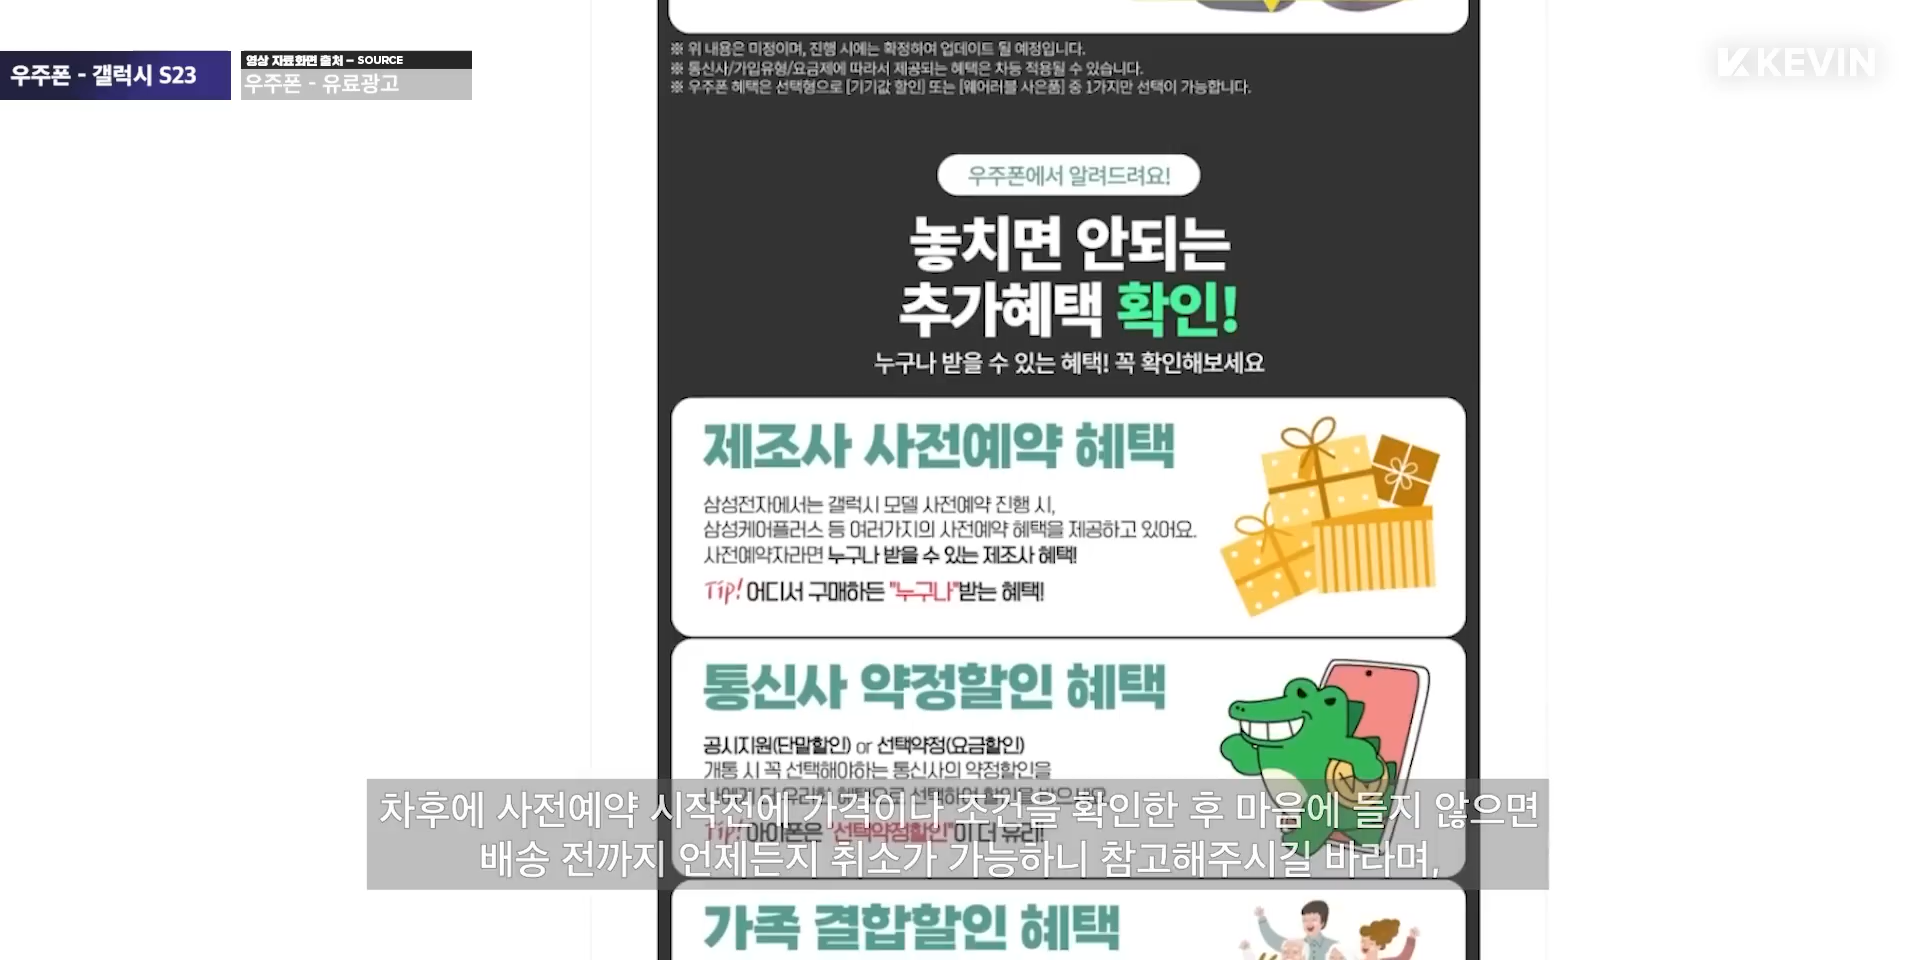 우주폰 - 갤럭시 S23
영상 자료화면 출처 – SOURCE
우주폰 - 유료광고
KEVIN
※ 위 내용은 미정이며, 진행 시에는 확정하여 업데이트 될 예정입니다.
※ 통신사/가입유형/요금제에 따라서 제공되는 혜택은 차등 적용될 수 있습니다.
※ 우주폰 혜택은 선택형으로 [기기값 할인] 또는 [웨어러블 사은품] 중 1가지만 선택이 가능합니다.
우주폰에서 알려드려요!
놓치면 안되는
추가혜택 확인!
누구나 받을 수 있는 혜택! 꼭 확인해보세요
제조사 사전예약 혜택
삼성전자에서는 갤럭시 모델 사전예약 진행 시,
삼성케어플러스 등 여러가지의 사전예약 혜택을 제공하고 있어요.
사전예약자라면 누구나 받을 수 있는 제조사 혜택!
Tip! 어디서 구매하든 "누구나"받는 혜택!
통신사 약정할인 혜택
공시지원(단말할인) or 선택약정(요금할인)
개통 시 꼭 선택해야하는 통신사의 약정할인을
Tip! 아이폰은 "선택약정할인"이 더 유리!
차후에 사전예약 시작전에 가격이나 조건을 확인한 후 마음에 들지 않으면
배송 전까지 언제든지 취소가 가능하니 참고해주시길 바라며,
가족 결합할인 혜택